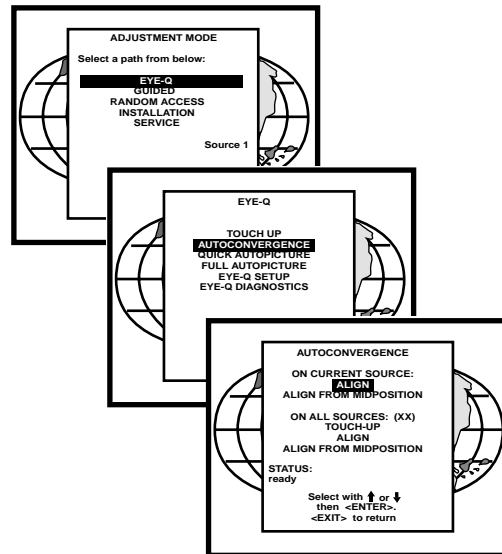 ADJUSTMENT MODE
Select a path from below:
EYE-Q
GUIDED
RANDOM ACCESS
INSTALLATION
SERVICE
Source 1
EYE-Q
TOUCH UP
AUTOCONVERGENCE
QUICK AUTOPICTURE
FULL AUTOPICTURE
EYE-Q SETUP
EYE-Q DIAGNOSTICS
AUTOCONVERGENCE
ON CURRENT SOURCE:
ALIGN
ALIGN FROM MIDPOSITION
ON ALL SOURCES: (XX)
TOUCH-UP
ALIGN
ALIGN FROM MIDPOSITION
STATUS:
ready
Select with ⬆ or ⬇
then <ENTER>.
<EXIT> to return